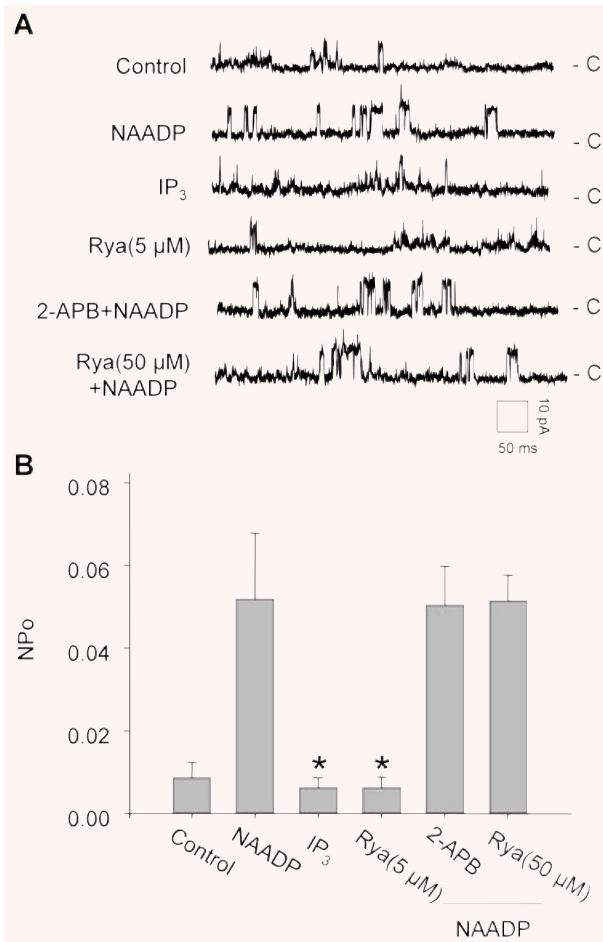 A
Control - C
NAADP - C
IP₃ - C
Rya(5 µM) - C
2-APB+NAADP - C
Rya(50 µM) - C
+NAADP
10 pA
50 ms
B
0.08
0.06
0.04
0.02
0.00
NPo
* *
Control NAADP IP₃ Rya(5 µM) 2-APB Rya(50 µM)
NAADP